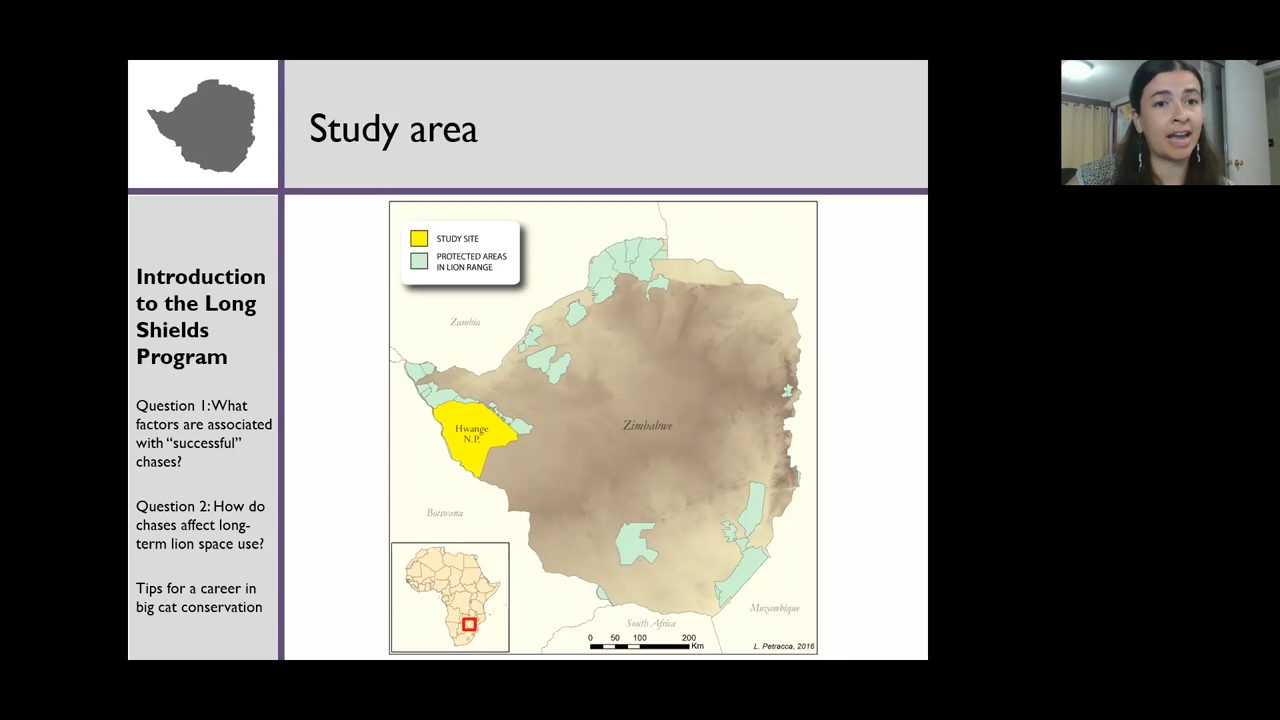 Study area
Introduction
to the Long
Shields
Program
Question 1: What
factors are associated
with “successful”
chases?
Question 2: How do
chases affect long-
term lion space use?
Tips for a career in
big cat conservation
STUDY SITE
PROTECTED AREAS
IN LION RANGE
Zambia
Hwange
N.P.
Zimbabwe
Botswana
Mozambique
South Africa
0 50 100 200
Km
L. Petracca, 2016